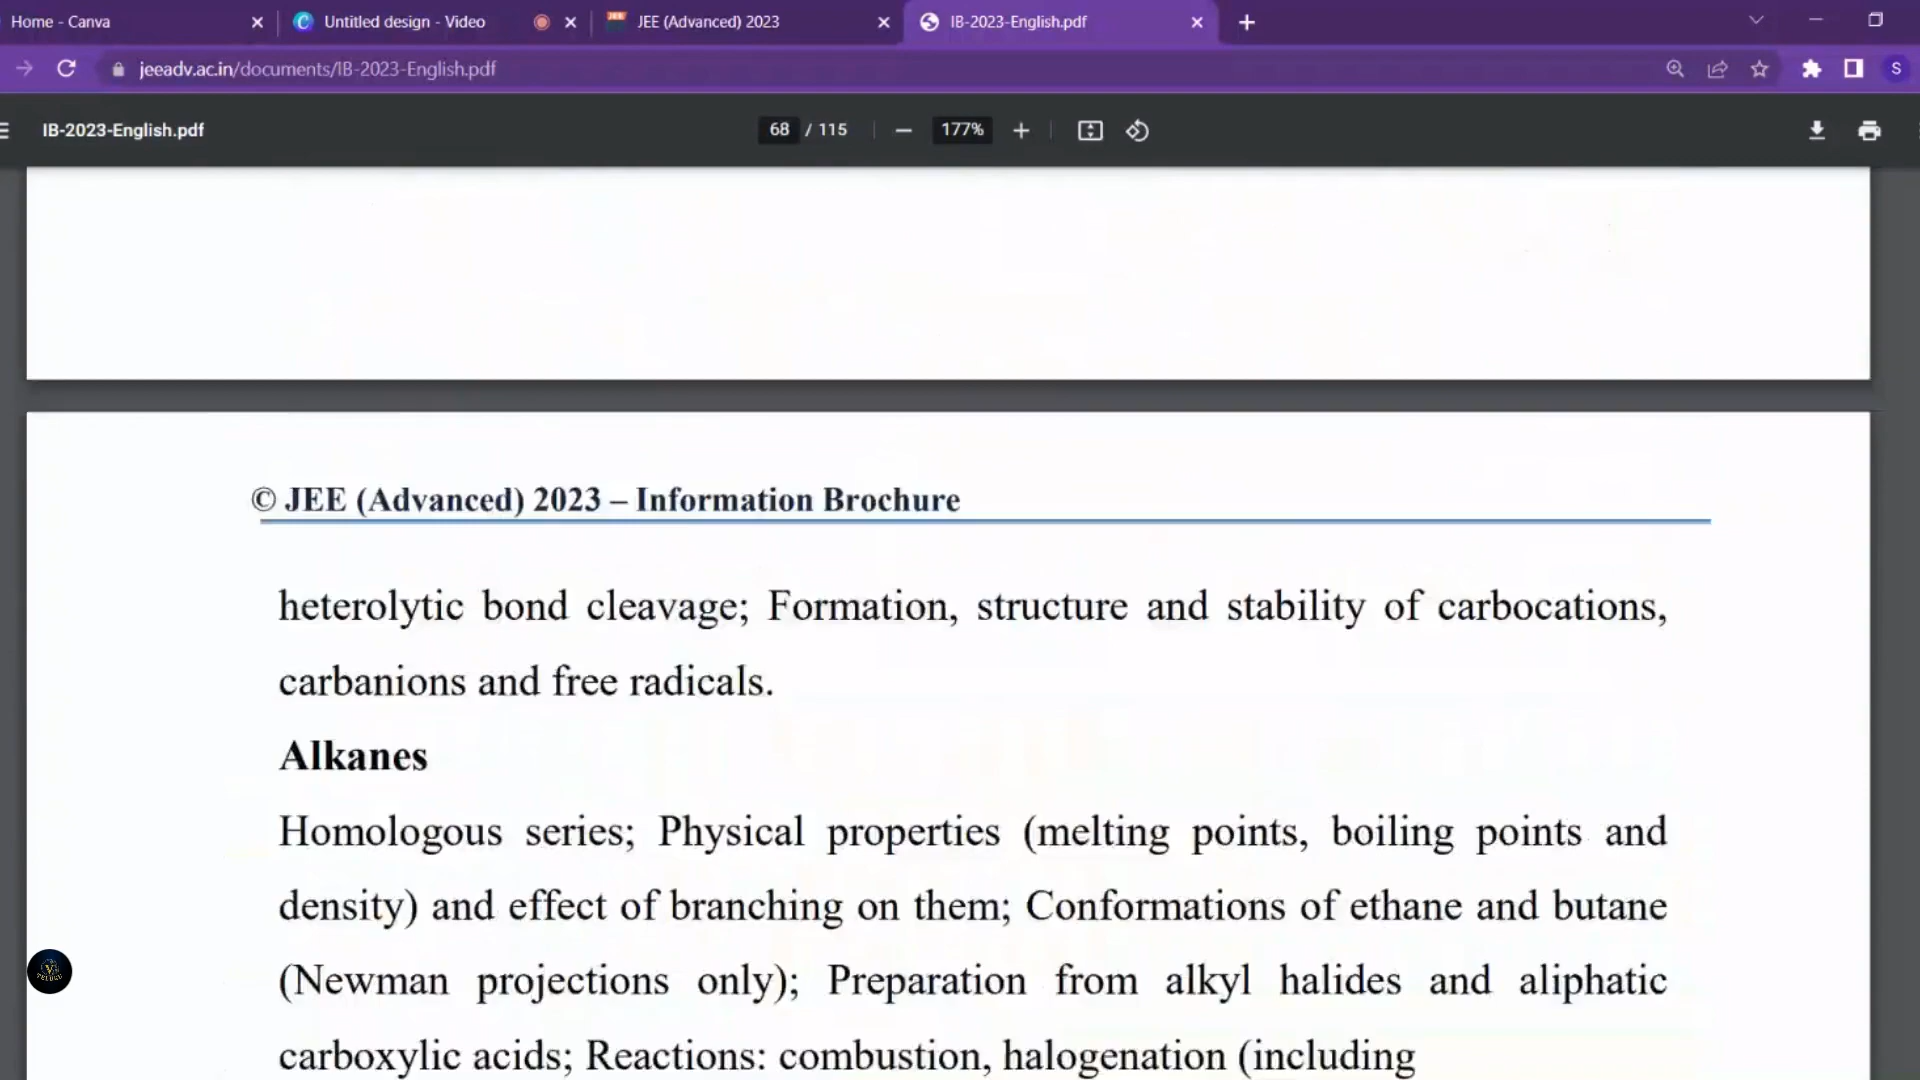 Home - Canva
Untitled design - Video
JEE (Advanced) 2023
IB-2023-English.pdf
jeeadv.ac.in/documents/IB-2023-English.pdf
S
IB-2023-English.pdf
68 / 115
177%
© JEE (Advanced) 2023 – Information Brochure
heterolytic bond cleavage; Formation, structure and stability of carbocations,
carbanions and free radicals.
Alkanes
Homologous series; Physical properties (melting points, boiling points and
density) and effect of branching on them; Conformations of ethane and butane
(Newman projections only); Preparation from alkyl halides and aliphatic
carboxylic acids; Reactions: combustion, halogenation (including